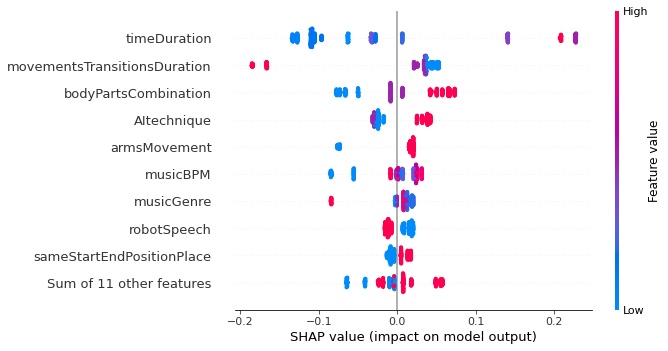 High
timeDuration
movementsTransitionsDuration
bodyPartsCombination
AItechnique
armsMovement
musicBPM
musicGenre
robotSpeech
sameStartEndPositionPlace
Sum of 11 other features
Feature value
Low
−0.2 −0.1 0.0 0.1 0.2
SHAP value (impact on model output)